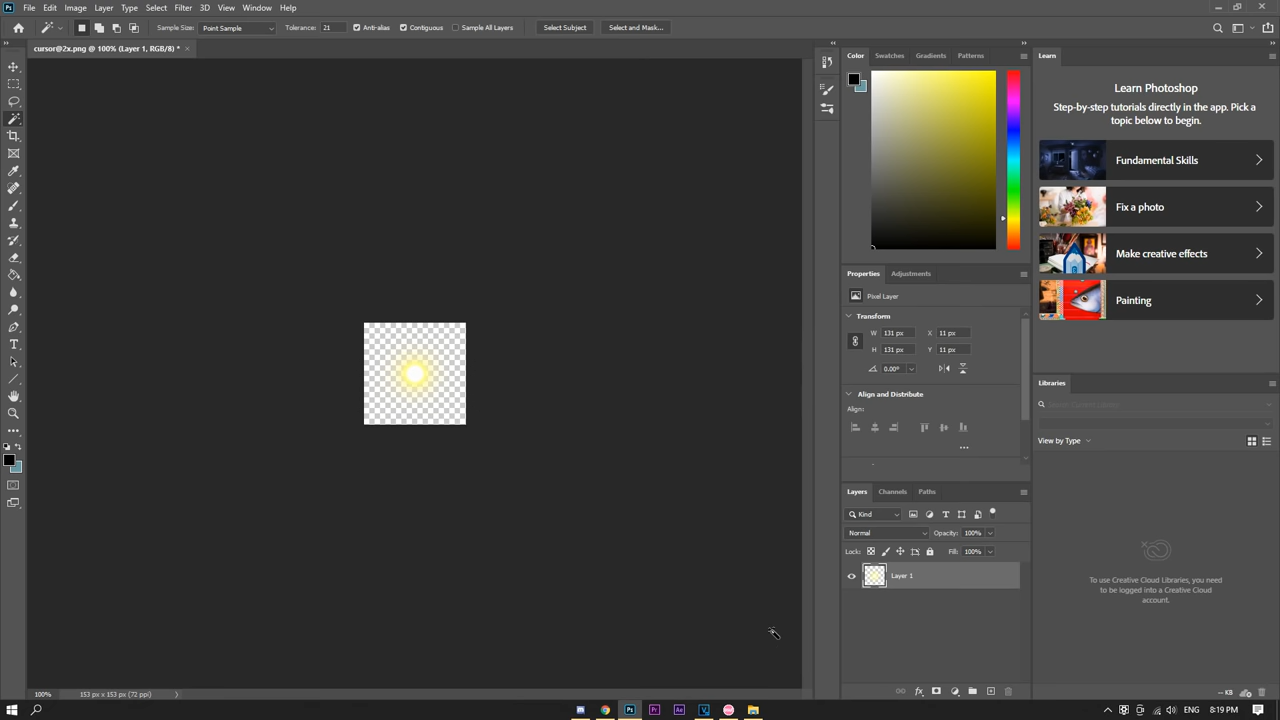 Ps File Edit Image Layer Type Select Filter 3D View Window Help
Sample Size: Point Sample Tolerance: 21 Anti-alias Contiguous Sample All Layers Select Subject Select and Mask...
cursor@2x.png @ 100% (Layer 1, RGB/8) *
Color Swatches Gradients Patterns
Learn
Learn Photoshop
Step-by-step tutorials directly in the app. Pick a
topic below to begin.
Fundamental Skills
Fix a photo
Make creative effects
Painting
Properties Adjustments
Pixel Layer
Transform
W 131 px X 11 px
H 131 px Y 11 px
0.00°
Align and Distribute
Align:
Libraries
View by Type
Layers Channels Paths
Kind
Normal Opacity: 100%
Lock: Fill: 100%
Layer 1
To use Creative Cloud Libraries, you
need to be logged into a Creative Cloud
account.
100% 153 px x 153 px (72 ppi)
-- KB
Ps Pr Ae
ENG 8:19 PM